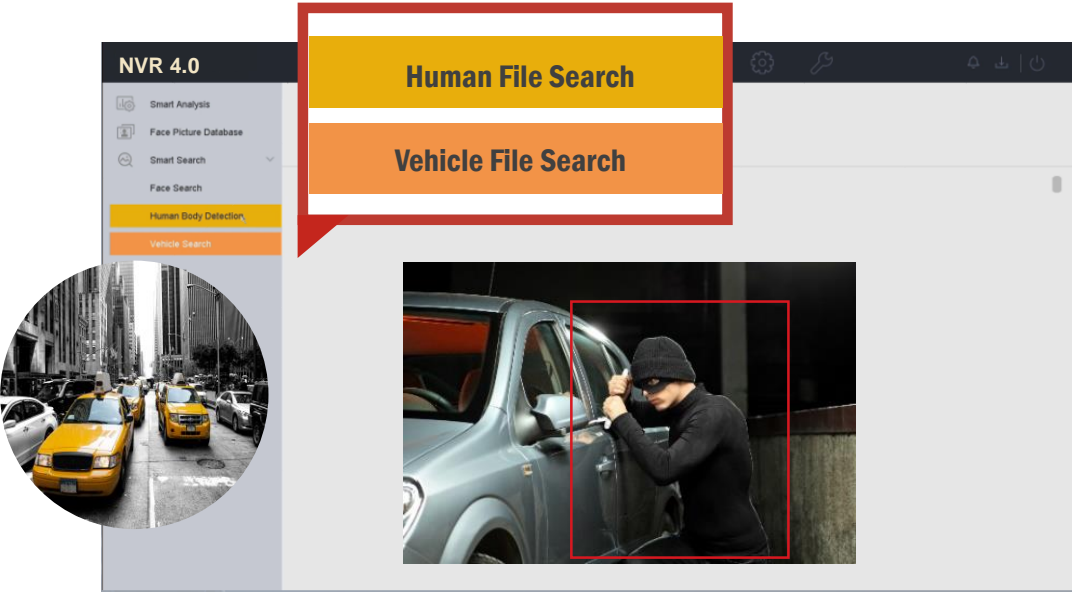 NVR 4.0
Human File Search
Vehicle File Search
Smart Analysis
Face Picture Database
Smart Search
Face Search
Human Body Detection
Vehicle Search